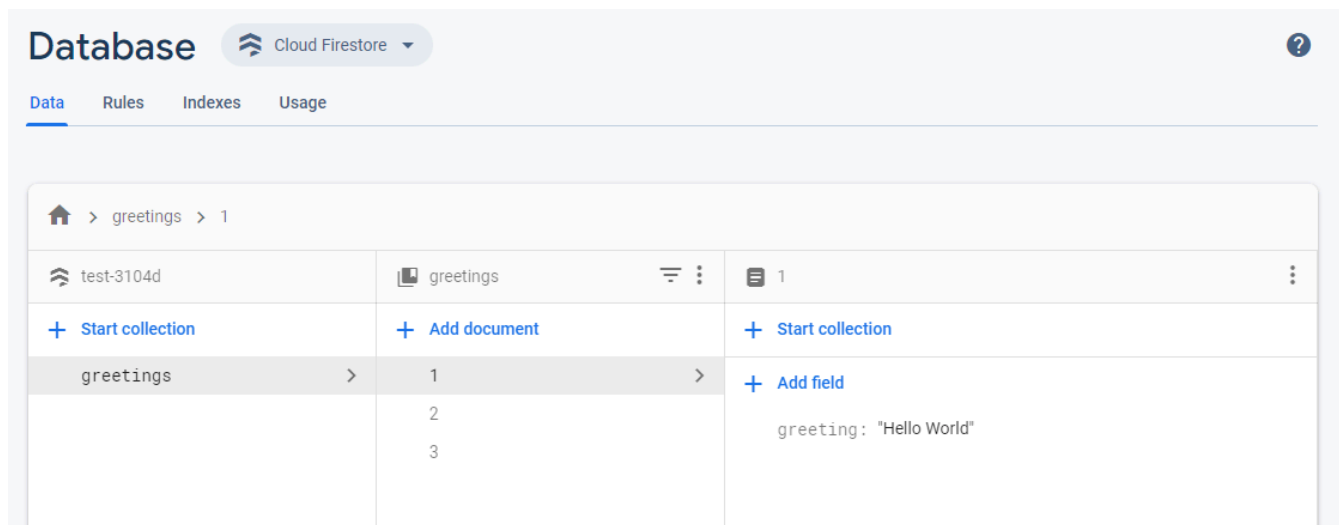 Database Cloud Firestore
Data Rules Indexes Usage
greetings 1
test-3104d greetings 1
Start collection Add document Start collection
greetings 1 Add field
2 greeting: "Hello World"
3